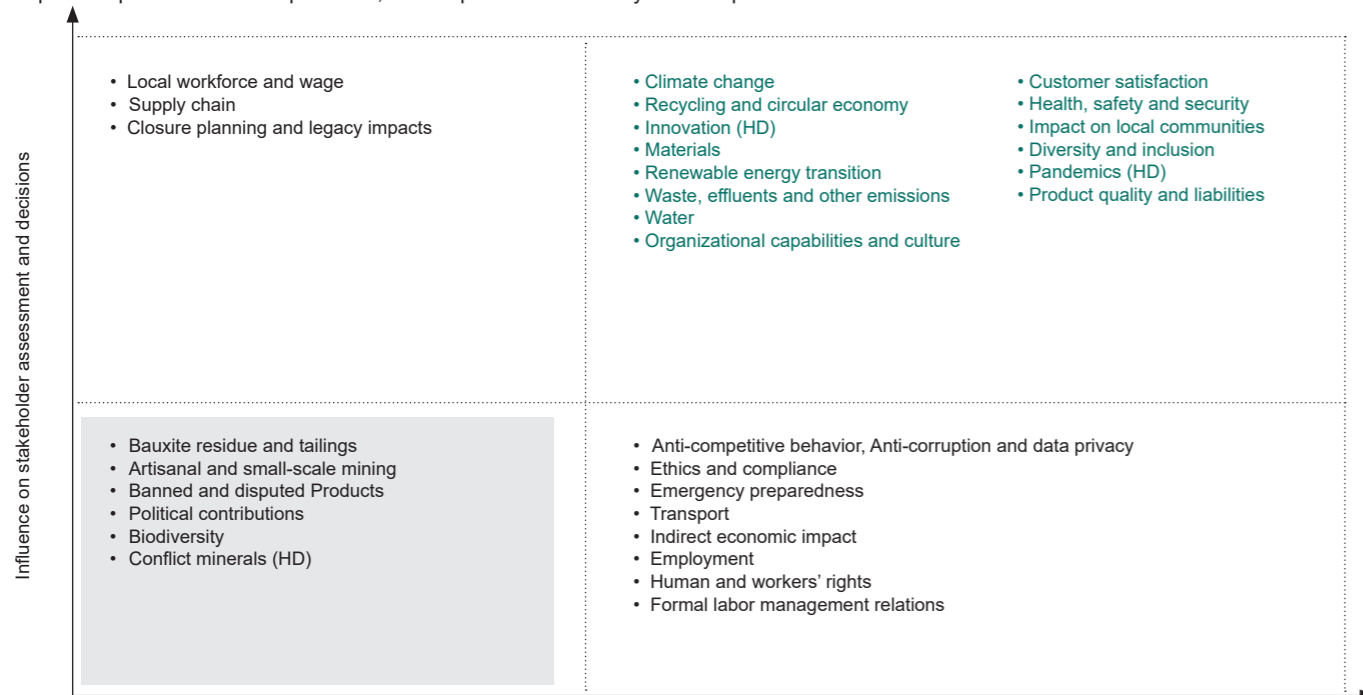 Influence on stakeholder assessment and decisions
• Local workforce and wage
• Supply chain
• Closure planning and legacy impacts
• Climate change
• Recycling and circular economy
• Innovation (HD)
• Materials
• Renewable energy transition
• Waste, effluents and other emissions
• Water
• Organizational capabilities and culture
• Customer satisfaction
• Health, safety and security
• Impact on local communities
• Diversity and inclusion
• Pandemics (HD)
• Product quality and liabilities
• Bauxite residue and tailings
• Artisanal and small-scale mining
• Banned and disputed Products
• Political contributions
• Biodiversity
• Conflict minerals (HD)
• Anti-competitive behavior, Anti-corruption and data privacy
• Ethics and compliance
• Emergency preparedness
• Transport
• Indirect economic impact
• Employment
• Human and workers’ rights
• Formal labor management relations